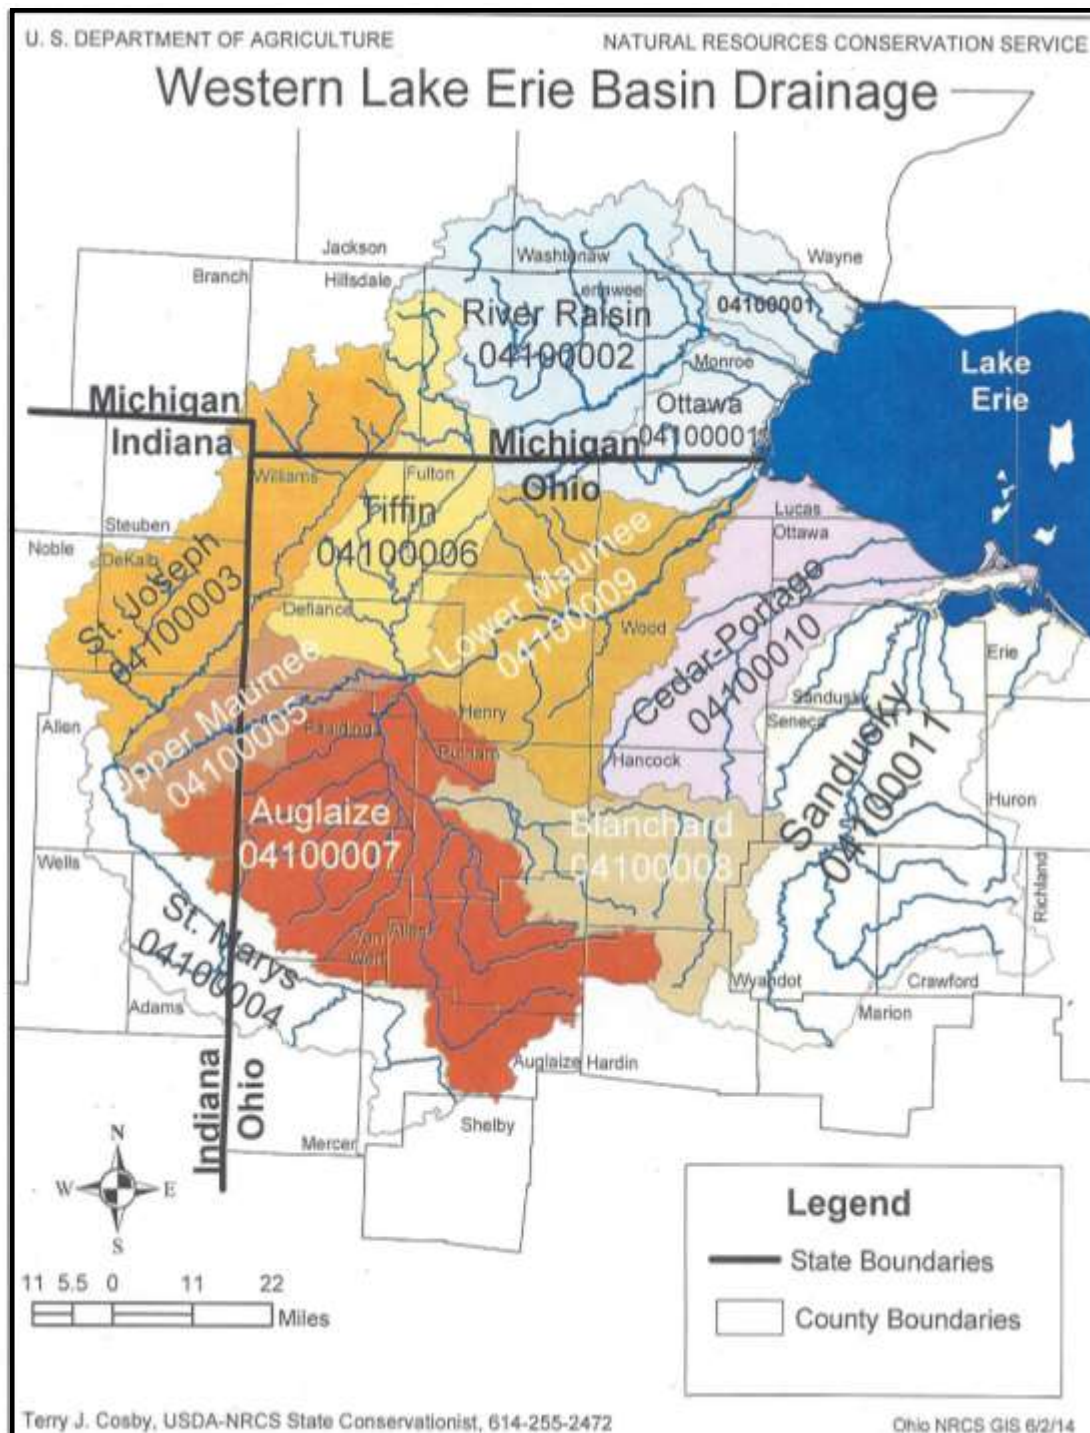 U. S. DEPARTMENT OF AGRICULTURE
NATURAL RESOURCES CONSERVATION SERVICE
Western Lake Erie Basin Drainage
Jackson
Washtenaw
Wayne
Branch
Hillsdale
Lenawee
04100001
River Raisin
04100002
Monroe
Lake
Erie
Michigan
Indiana
Ottawa
04100001
Michigan
Ohio
Williams
Fulton
Lucas
Ottawa
Steuben
Noble
DeKalb
Tiffin
04100006
St. Joseph
04100003
Defiance
Lower Maumee
04100009
Wood
Cedar-Portage
04100010
Erie
Sandusky
Seneca
Allen
Upper Maumee
04100005
Henry
Paulding
Putnam
Hancock
Sandusky
04100011
Huron
Auglaize
04100007
Blanchard
04100008
Wells
Richland
St. Marys
04100004
Van
Wert
Allen
Adams
Wyandot
Crawford
Marion
Indiana
Ohio
Auglaize
Hardin
Shelby
Mercer
N
W
E
S
11 5.5 0 11 22
Miles
Legend
State Boundaries
County Boundaries
Terry J. Cosby, USDA-NRCS State Conservationist, 614-255-2472
Ohio NRCS GIS 6/2/14